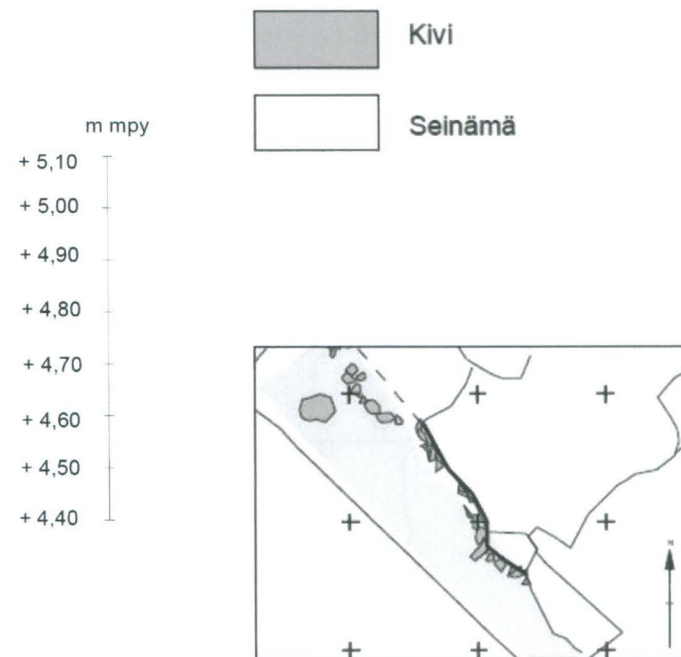 Kivi
Seinämä
m mpy
+ 5,10
+ 5,00
+ 4,90
+ 4,80
+ 4,70
+ 4,60
+ 4,50
+ 4,40
N